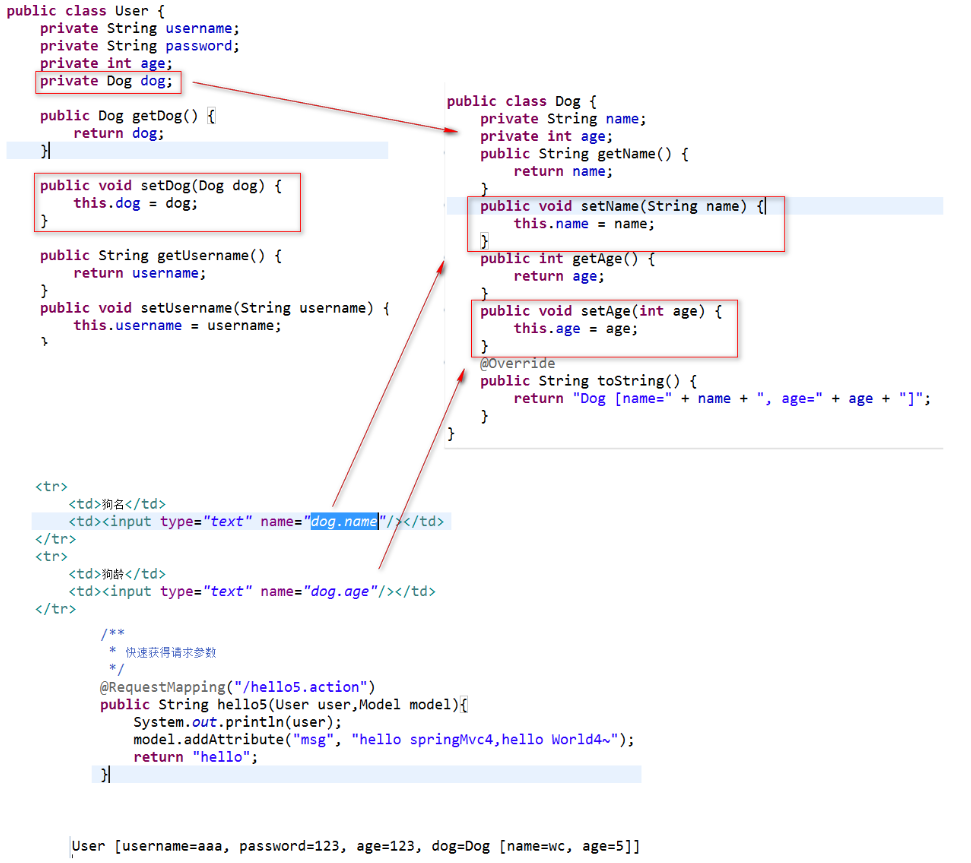 public class User {
private String username;
private String password;
private int age;
private Dog dog;
public Dog getDog() {
return dog;
}
public void setDog(Dog dog) {
this.dog = dog;
}
public String getUsername() {
return username;
}
public void setUsername(String username) {
this.username = username;
}
public class Dog {
private String name;
private int age;
public String getName() {
return name;
}
public void setName(String name) {
this.name = name;
}
public int getAge() {
return age;
}
public void setAge(int age) {
this.age = age;
}
@Override
public String toString() {
return "Dog [name=" + name + ", age=" + age + "]";
}
}
<tr>
<td>狗名</td>
<td><input type="text" name="dog.name"/></td>
</tr>
<tr>
<td>狗龄</td>
<td><input type="text" name="dog.age"/></td>
</tr>
/**
* 快速获得请求参数
*/
@RequestMapping("/hello5.action")
public String hello5(User user,Model model){
System.out.println(user);
model.addAttribute("msg", "hello springMvc4,hello World4~");
return "hello";
}
User [username=aaa, password=123, age=123, dog=Dog [name=wc, age=5]]